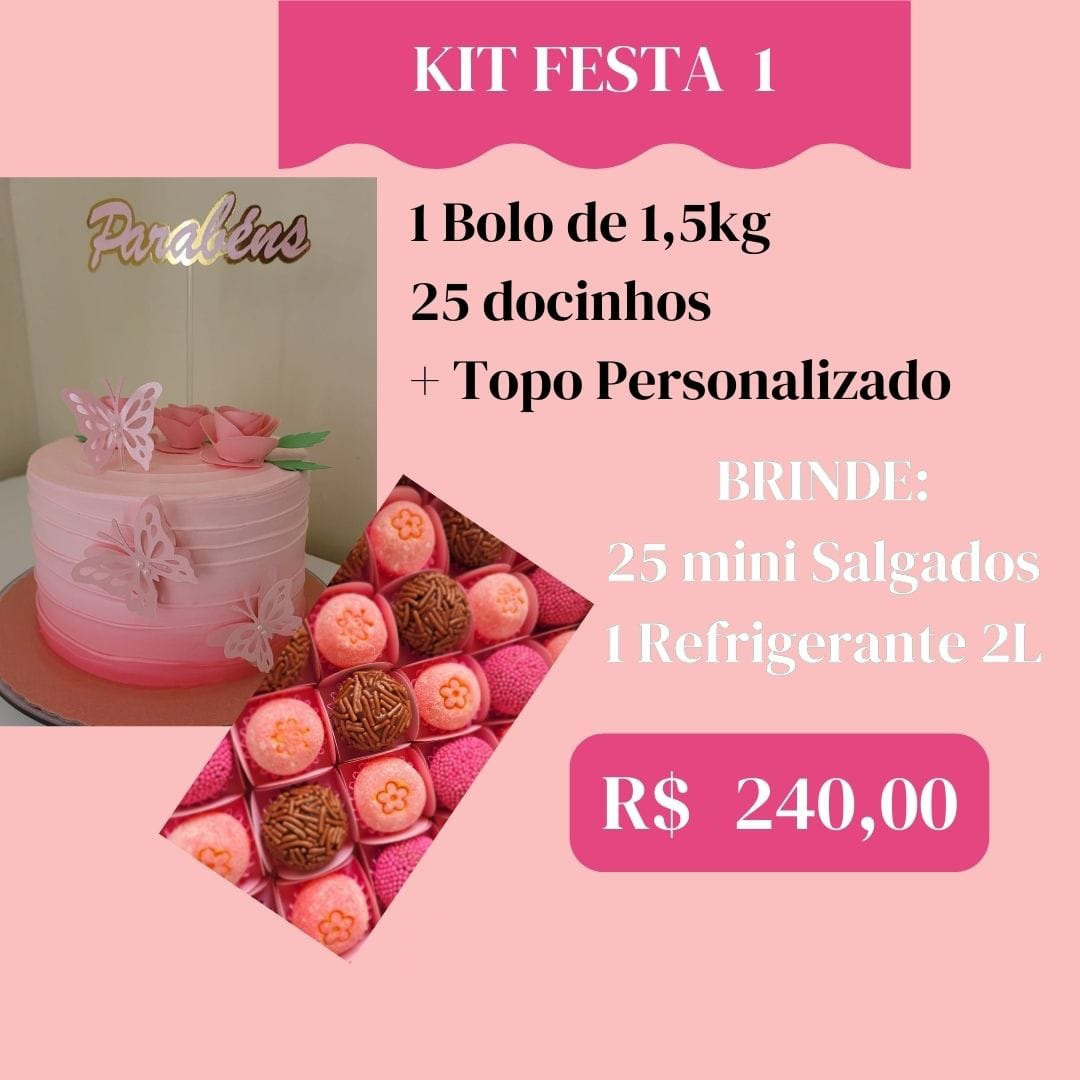 KIT FESTA 1
Parabéns
1 Bolo de 1,5kg
25 docinhos
+ Topo Personalizado
BRINDE:
25 mini Salgados
1 Refrigerante 2L
R$ 240,00